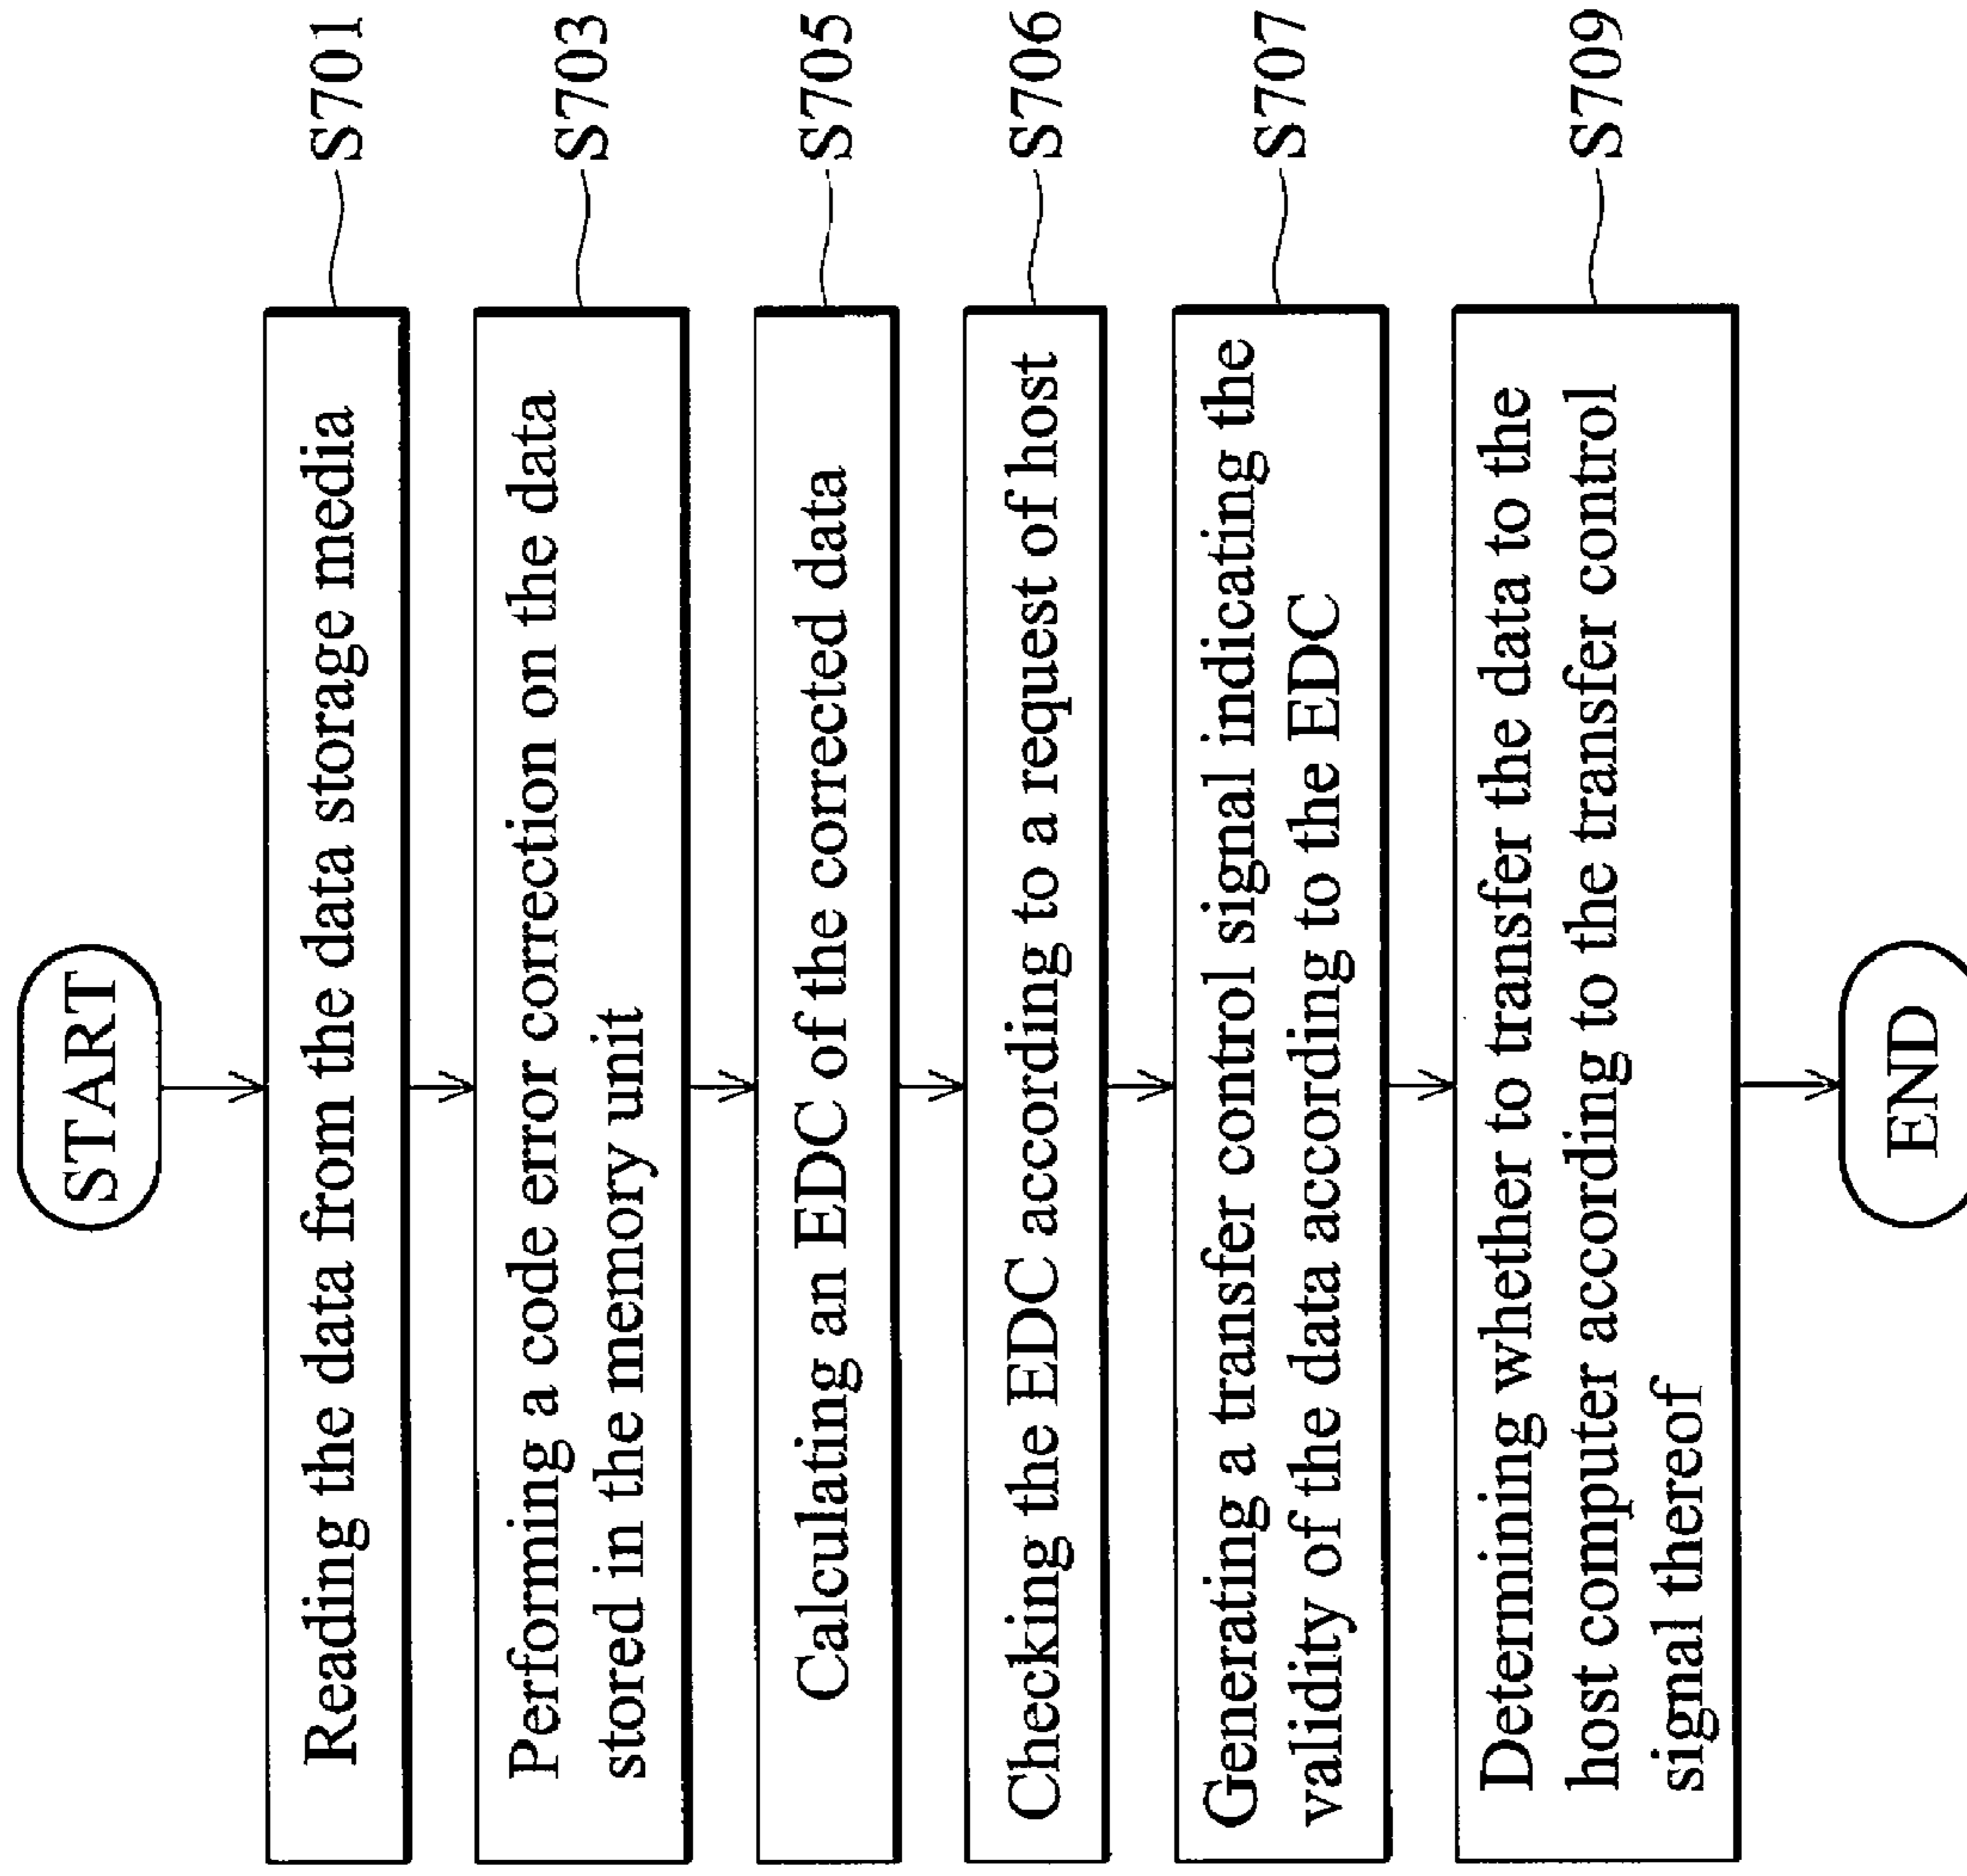 START
Reading the data from the data storage media
S701
Performing a code error correction on the data
stored in the memory unit
S703
Calculating an EDC of the corrected data
S705
Checking the EDC according to a request of host
S706
Generating a transfer control signal indicating the
validity of the data according to the EDC
S707
Determining whether to transfer the data to the
host computer according to the transfer control
signal thereof
S709
END